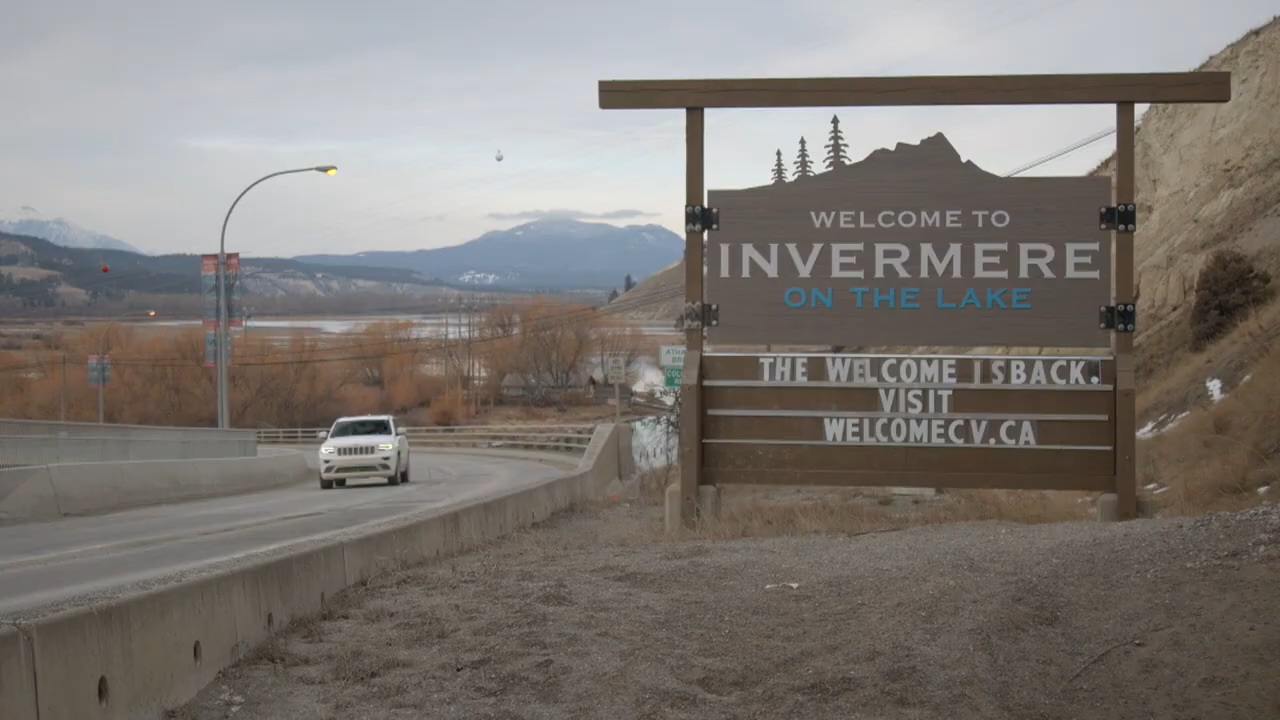 WELCOME TO
INVERMERE
ON THE LAKE
THE WELCOME ISBACK.
VISIT
WELCOMECV.CA